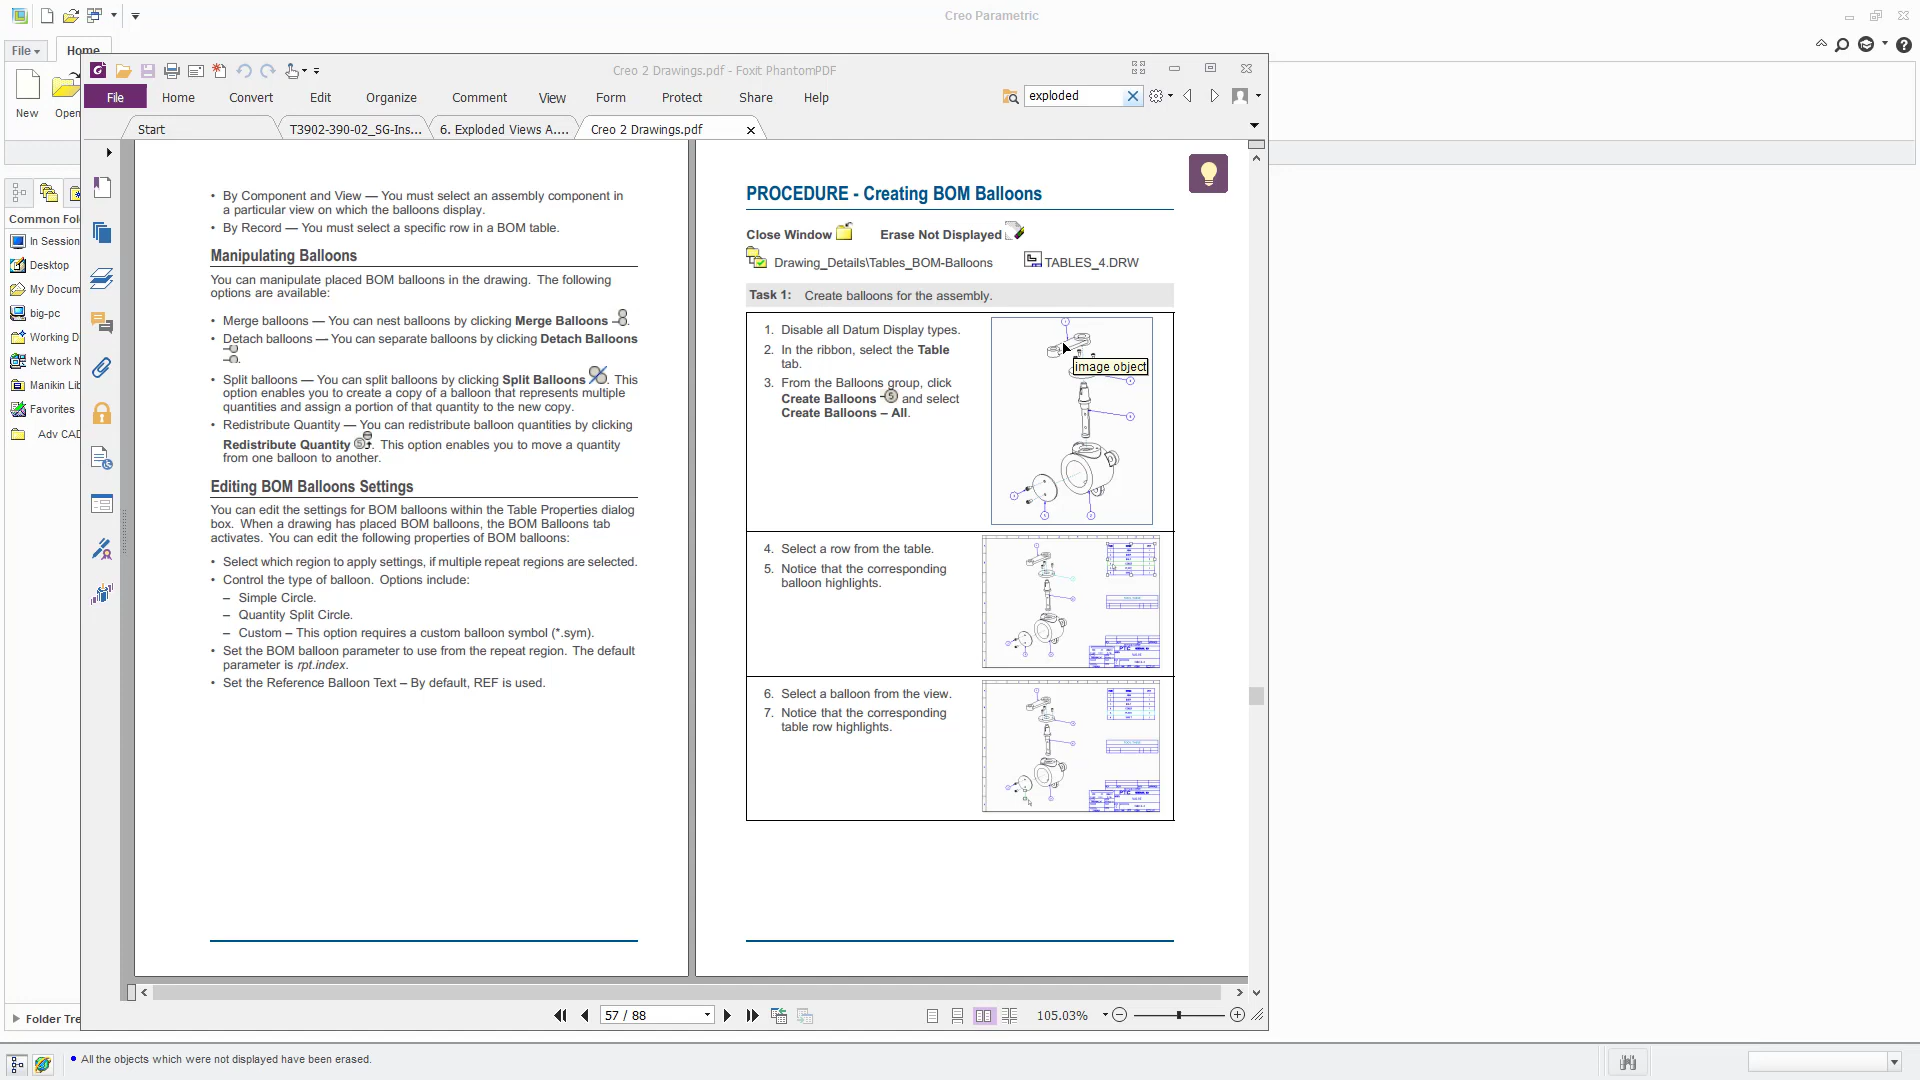 Creo Parametric
File
Home
New
Open
Common Fol
In Session
Desktop
My Docum
big-pc
Working D
Network N
Manikin Lib
Favorites
Adv CAD
Folder Tre
Creo 2 Drawings.pdf - Foxit PhantomPDF
File Home Convert Edit Organize Comment View Form Protect Share Help
exploded
Start
T3902-390-02_SG-Ins...
6. Exploded Views A....
Creo 2 Drawings.pdf
• By Component and View — You must select an assembly component in
a particular view on which the balloons display.
• By Record — You must select a specific row in a BOM table.
Manipulating Balloons
You can manipulate placed BOM balloons in the drawing. The following
options are available:
• Merge balloons — You can nest balloons by clicking Merge Balloons .
• Detach balloons — You can separate balloons by clicking Detach Balloons
.
• Split balloons — You can split balloons by clicking Split Balloons . This
option enables you to create a copy of a balloon that represents multiple
quantities and assign a portion of that quantity to the new copy.
• Redistribute Quantity — You can redistribute balloon quantities by clicking
Redistribute Quantity . This option enables you to move a quantity
from one balloon to another.
Editing BOM Balloons Settings
You can edit the settings for BOM balloons within the Table Properties dialog
box. When a drawing has placed BOM balloons, the BOM Balloons tab
activates. You can edit the following properties of BOM balloons:
• Select which region to apply settings, if multiple repeat regions are selected.
• Control the type of balloon. Options include:
– Simple Circle.
– Quantity Split Circle.
– Custom – This option requires a custom balloon symbol (*.sym).
• Set the BOM balloon parameter to use from the repeat region. The default
parameter is rpt.index.
• Set the Reference Balloon Text – By default, REF is used.
PROCEDURE - Creating BOM Balloons
Close Window Erase Not Displayed
Drawing_Details\Tables_BOM-Balloons TABLES_4.DRW
Task 1: Create balloons for the assembly.
1. Disable all Datum Display types.
2. In the ribbon, select the Table
tab.
3. From the Balloons group, click
Create Balloons and select
Create Balloons – All.
image object
4. Select a row from the table.
5. Notice that the corresponding
balloon highlights.
PTC
6. Select a balloon from the view.
7. Notice that the corresponding
table row highlights.
PTC
57 / 88
105.03%
• All the objects which were not displayed have been erased.